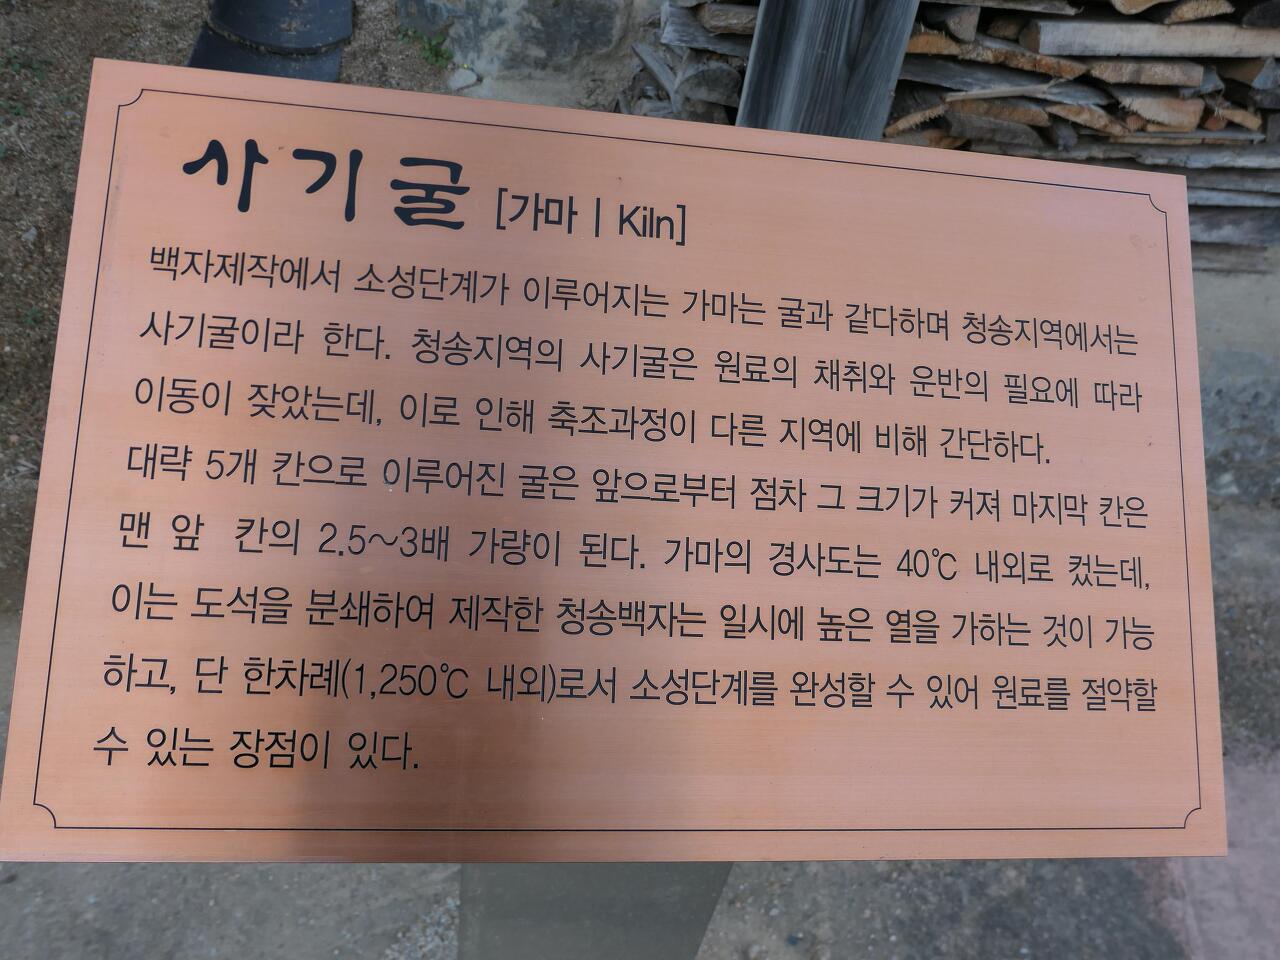 사기굴 [가마ㅣKiln]
백자제작에서 소성단계가 이루어지는 가마는 굴과 같다하며 청송지역에서는
사기굴이라 한다. 청송지역의 사기굴은 원료의 채취와 운반의 필요에 따라
이동이 잦았는데, 이로 인해 축조과정이 다른 지역에 비해 간단하다.
대략 5개 칸으로 이루어진 굴은 앞으로부터 점차 그 크기가 커져 마지막 칸은
맨 앞 칸의 2.5~3배 가량이 된다. 가마의 경사도는 40℃ 내외로 컸는데,
이는 도석을 분쇄하여 제작한 청송백자는 일시에 높은 열을 가하는 것이 가능
하고, 단 한차례(1,250℃ 내외)로서 소성단계를 완성할 수 있어 원료를 절약할
수 있는 장점이 있다.